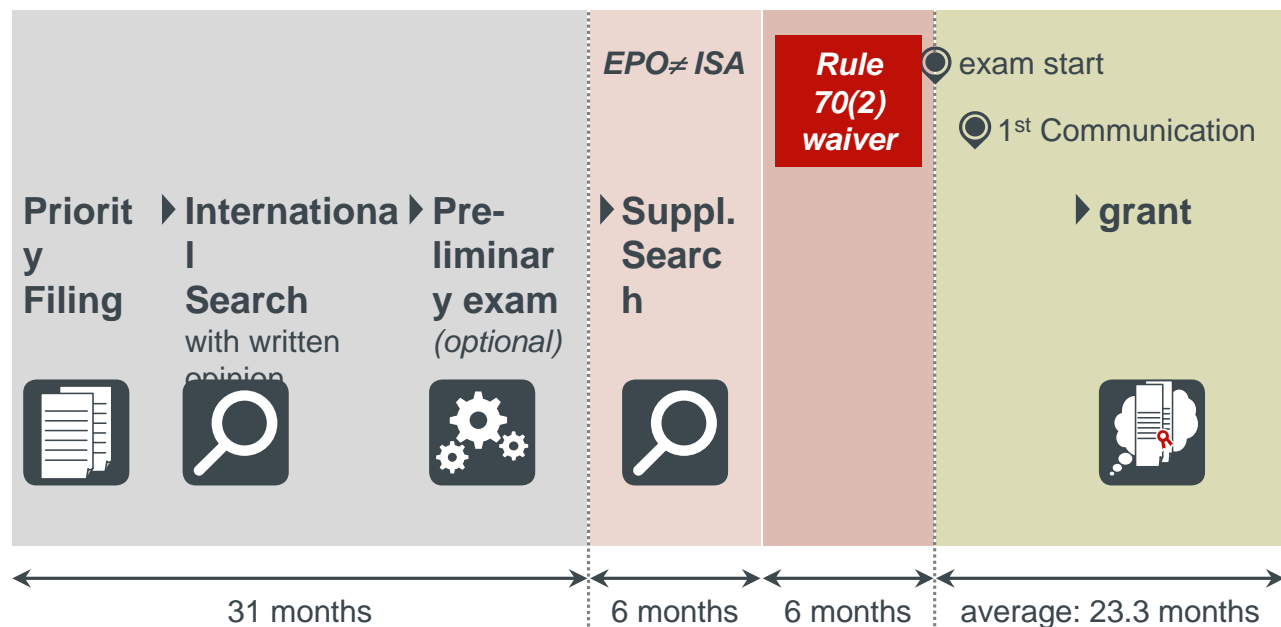 EPO≠ ISA
Rule
70(2)
waiver
exam start
1st Communication
Priorit
y
Filing
Internationa
l
Search
with written
opinion
Pre-
liminar
y exam
(optional)
Suppl.
Searc
h
grant
31 months
6 months
6 months
average: 23.3 months